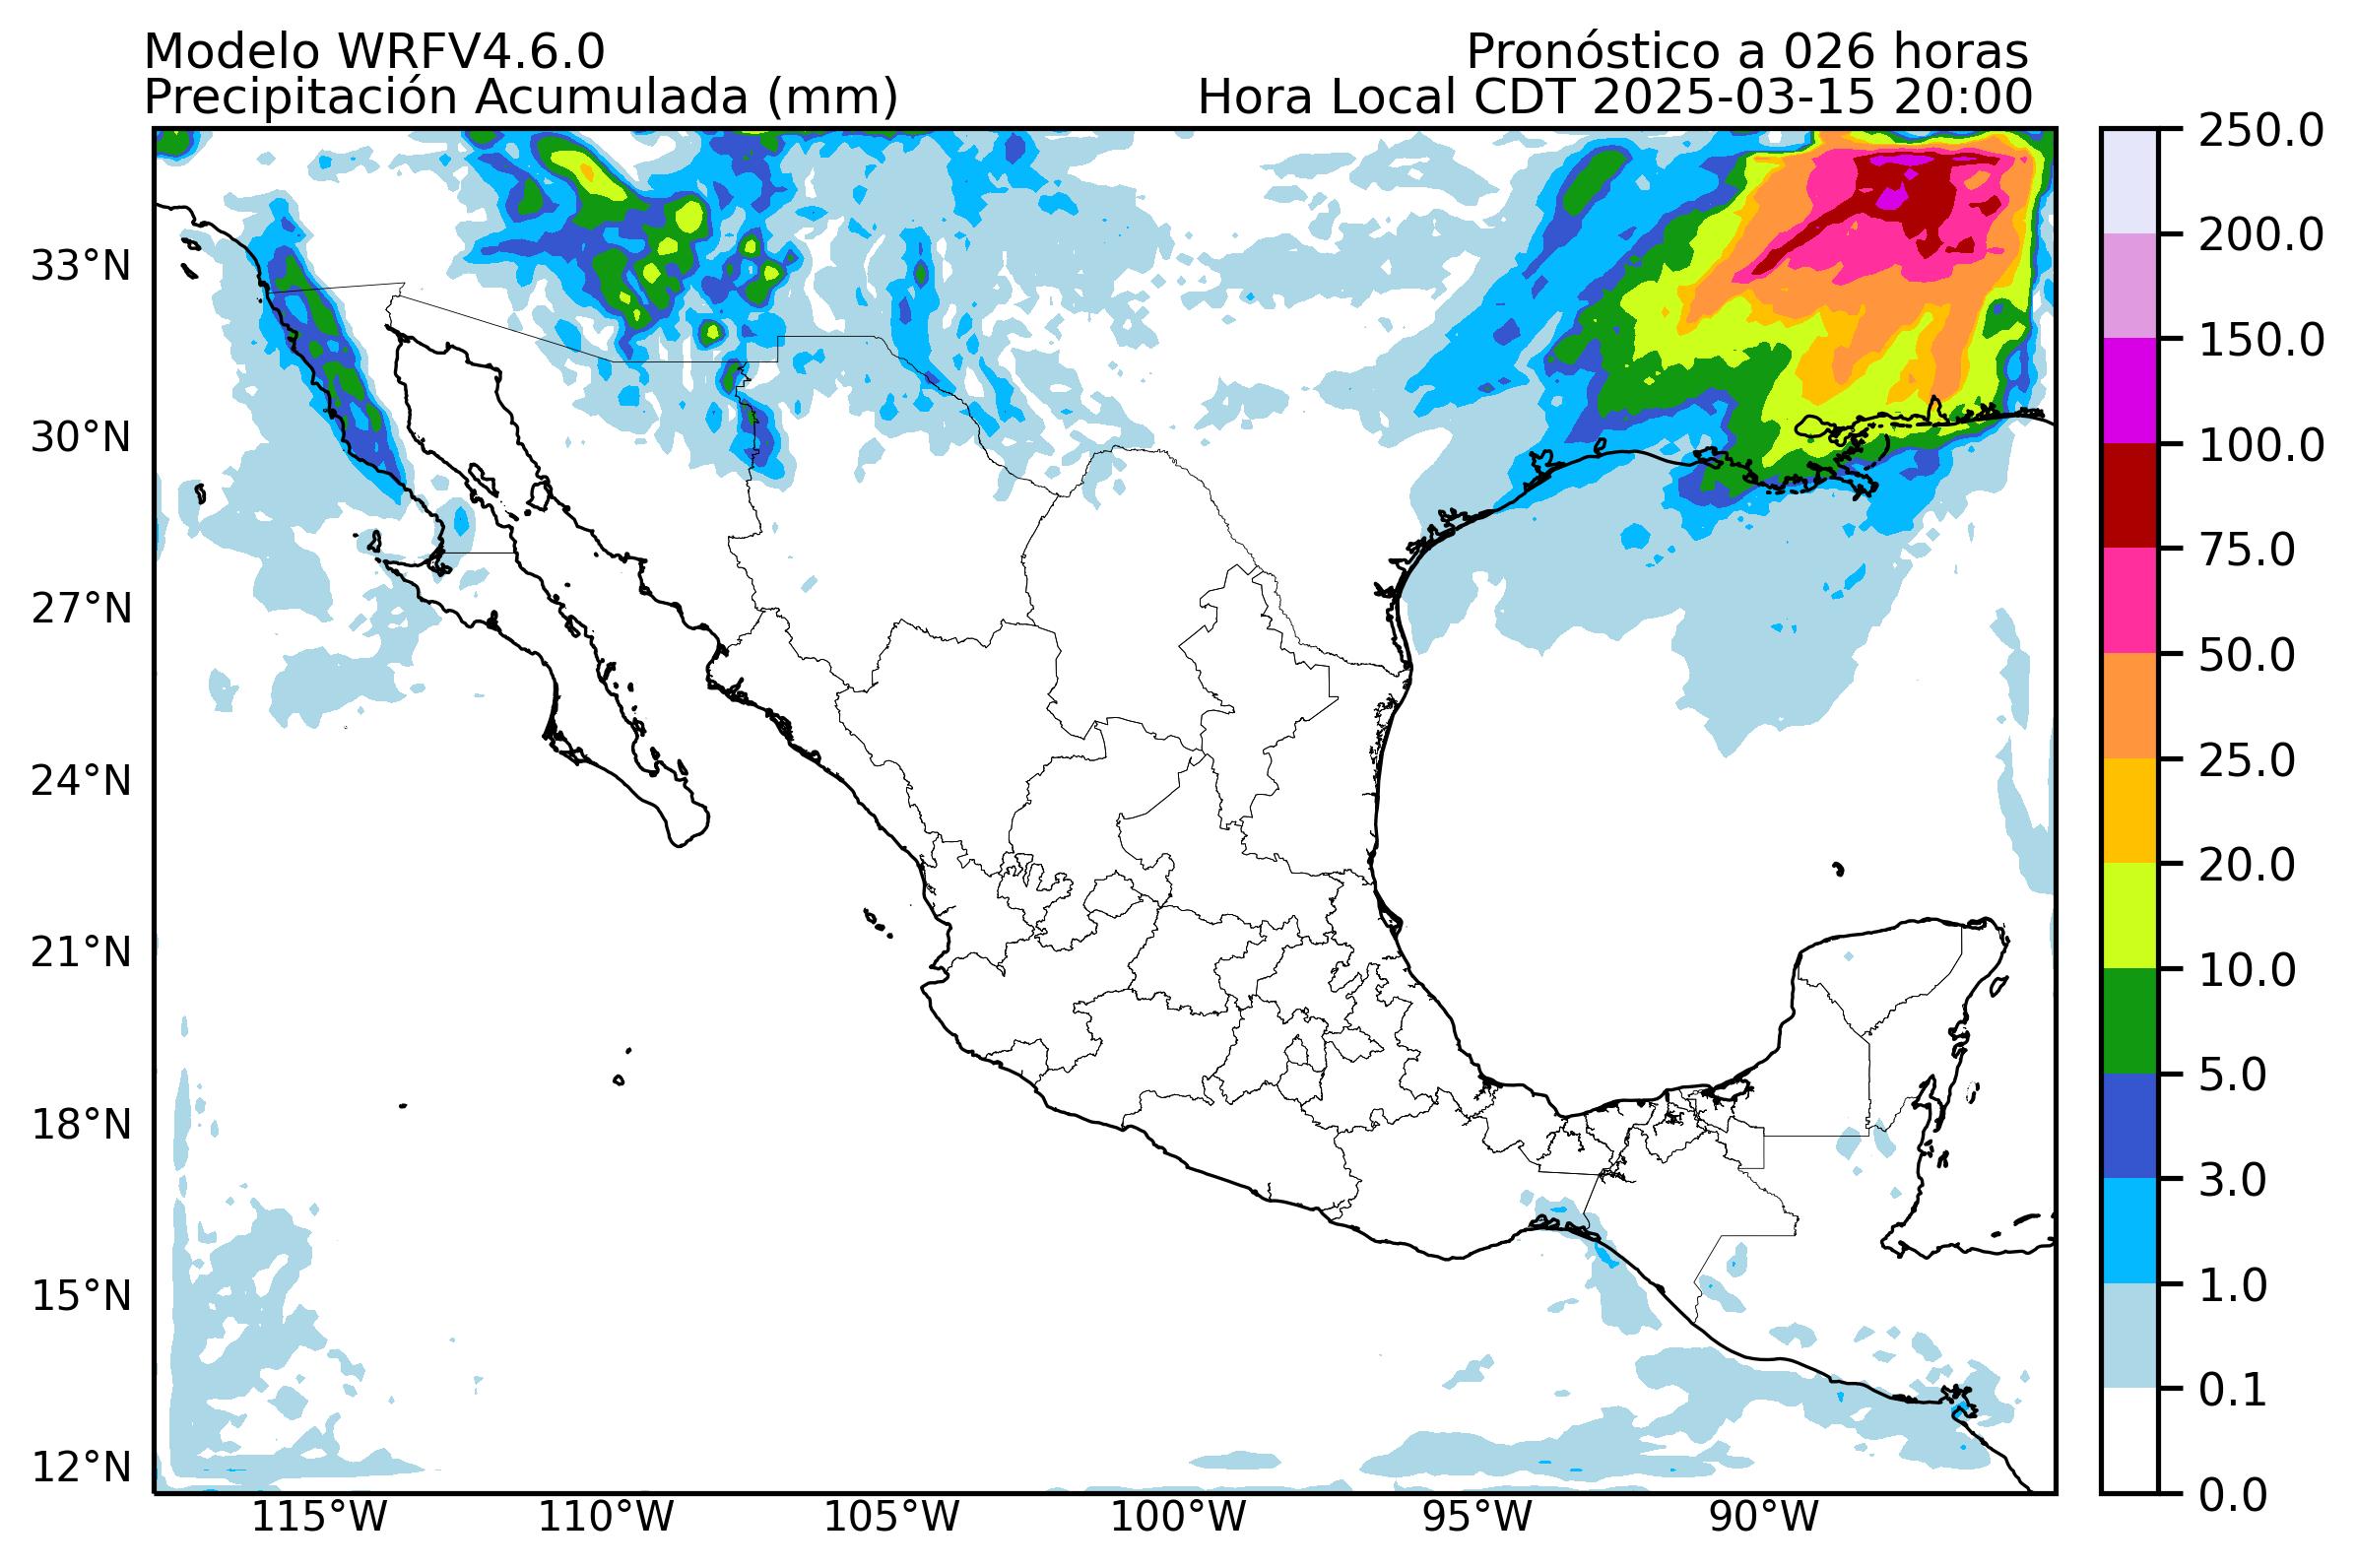 Modelo WRFV4.6.0
Pronóstico a 026 horas
Precipitación Acumulada (mm)
Hora Local CDT 2025-03-15 20:00
250.0
200.0
150.0
100.0
75.0
50.0
25.0
20.0
10.0
5.0
3.0
1.0
0.1
0.0
33°N
30°N
27°N
24°N
21°N
18°N
15°N
12°N
115°W
110°W
105°W
100°W
95°W
90°W